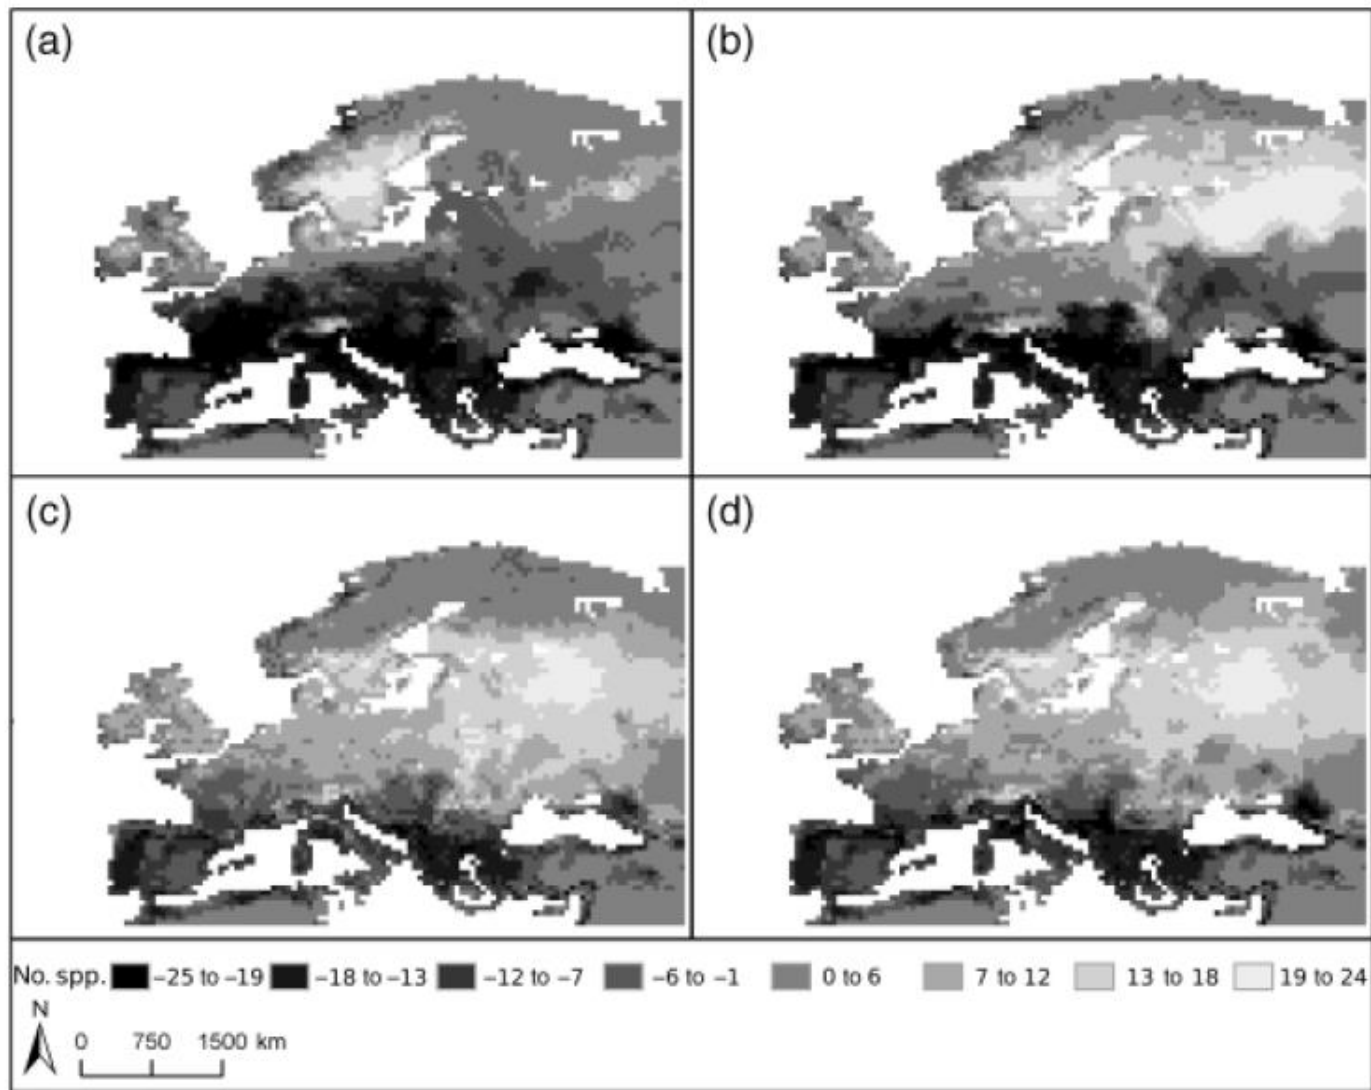 (a) (b)
(c) (d)
No. spp. −25 to −19 −18 to −13 −12 to −7 −6 to −1 0 to 6 7 to 12 13 to 18 19 to 24
N
0 750 1500 km